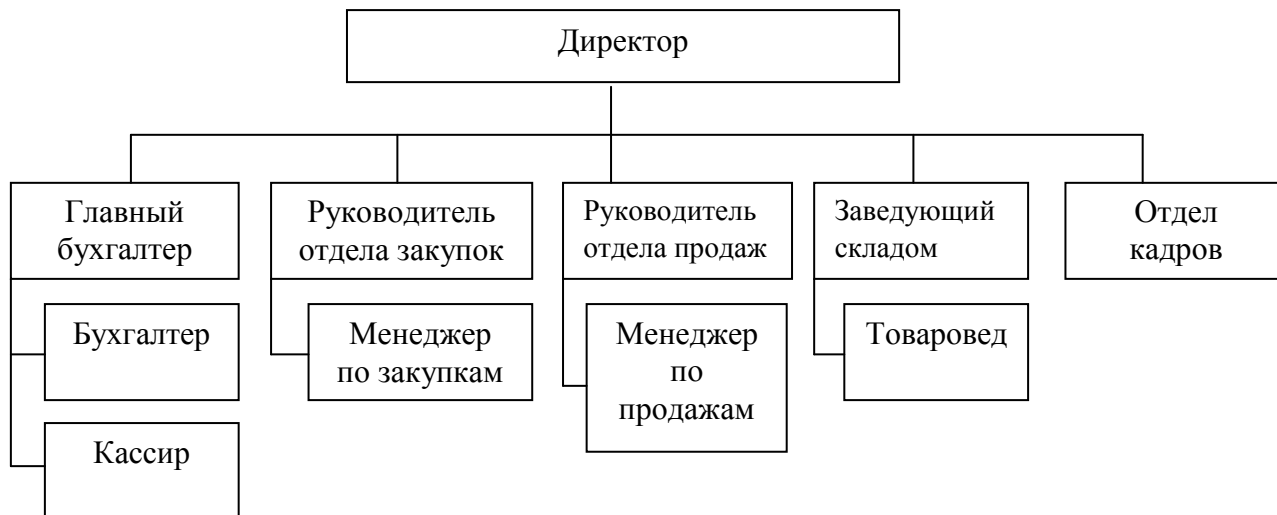 Директор
Главный
бухгалтер
Руководитель
отдела закупок
Руководитель
отдела продаж
Заведующий
складом
Отдел
кадров
Бухгалтер
Менеджер
по закупкам
Менеджер
по
продажам
Товаровед
Кассир